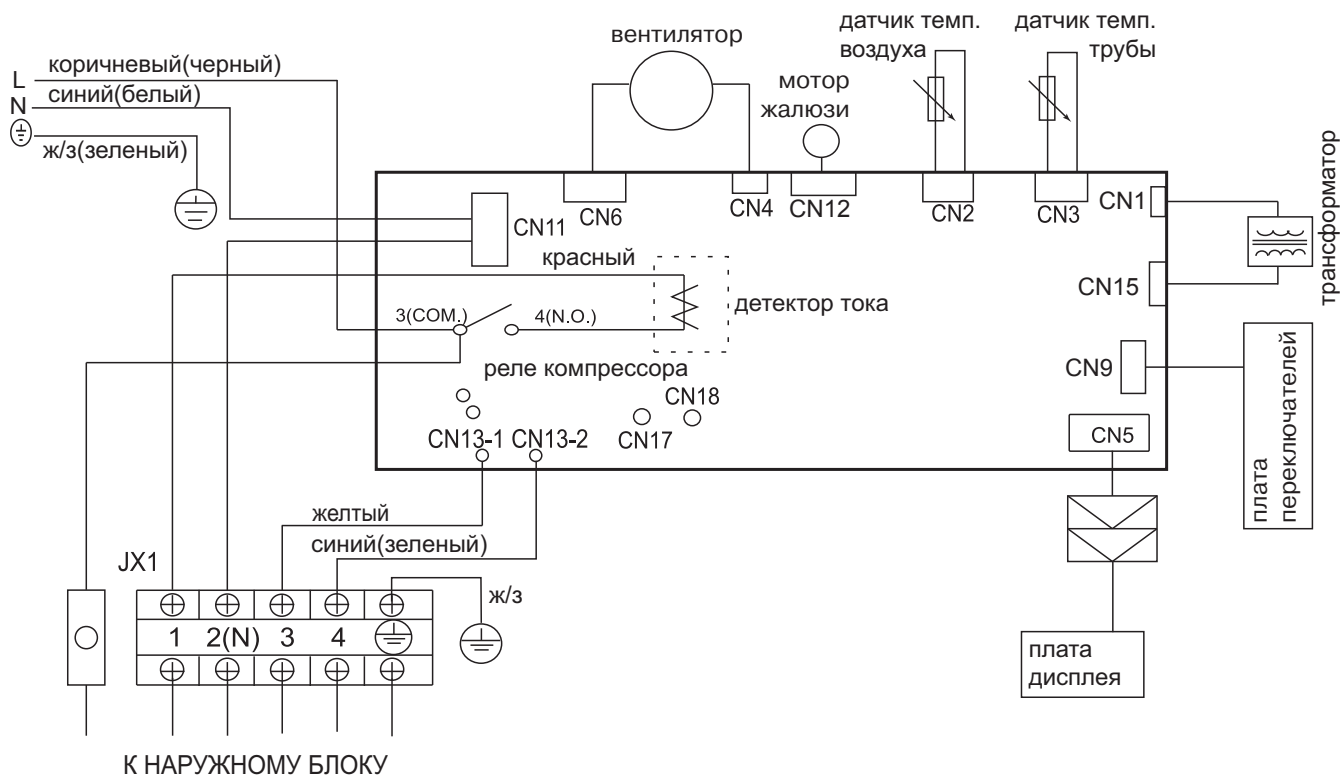 датчик темп.
воздуха
датчик темп.
трубы
вентилятор
мотор
жалюзи
L
коричневый(черный)
N
синий(белый)
ж/з(зеленый)
трансформатор
CN6
CN4
CN12
CN2
CN3
CN1
CN11
красный
CN15
детектор тока
3(COM.)
4(N.O.)
реле компрессора
CN9
CN18
CN17
CN13-1
CN13-2
CN5
плата
переключателей
желтый
синий(зеленый)
JX1
ж/з
1
2(N)
3
4
плата
дисплея
К НАРУЖНОМУ БЛОКУ